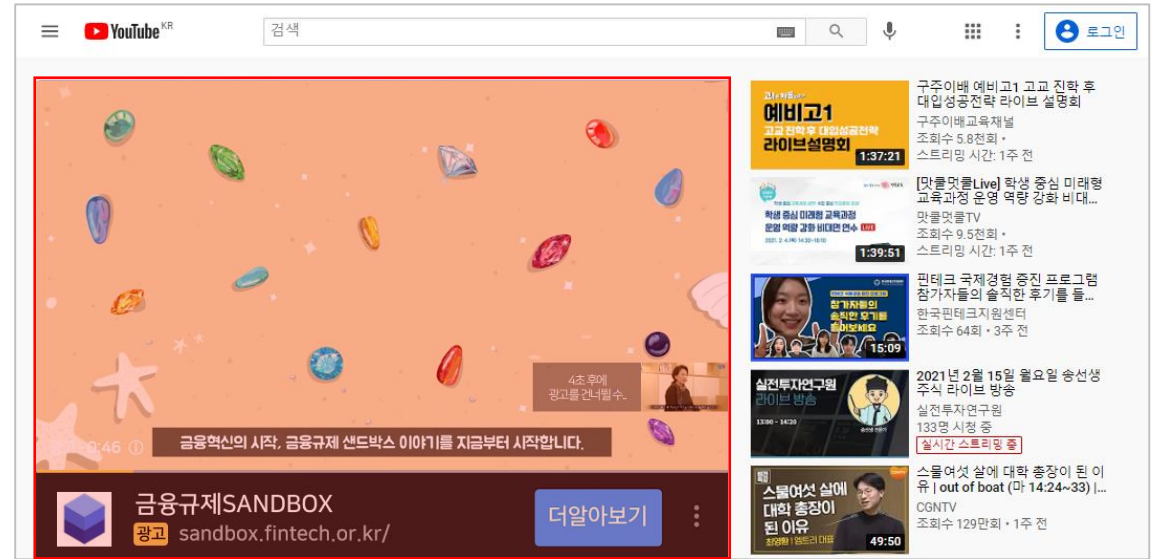 YouTube KR
검색
로그인
4초 후에
광고를 건너뛸 수..
0:46
금융혁신의 시작, 금융규제 샌드박스 이야기를 지금부터 시작합니다.
금융규제SANDBOX
광고 sandbox.fintech.or.kr/
더알아보기
예비고1
고교 진학 후 대입성공전략
라이브설명회
1:37:21
구주이배 예비고1 고교 진학 후
대입성공전략 라이브 설명회
구주이배교육채널
조회수 5.8천회 •
스트리밍 시간: 1주 전
학생 중심 미래형 교육과정
운영 역량 강화 비대면 연수 LIVE
1:39:51
[맛쿨멋쿨Live] 학생 중심 미래형
교육과정 운영 역량 강화 비대...
맛쿨멋쿨TV
조회수 9.5천회 •
스트리밍 시간: 1주 전
참가자들의
솔직한 후기를
들어보세요
15:09
핀테크 국제경험 증진 프로그램
참가자들의 솔직한 후기를 들...
한국핀테크지원센터
조회수 64회 • 3주 전
실전투자연구원
라이브 방송
13:00 - 14:20
2021년 2월 15일 월요일 송선생
주식 라이브 방송
실전투자연구원
133명 시청 중
실시간 스트리밍 중
스물여섯 살에
대학 총장이
된 이유
최영환 | 엠트리 대표
CGNTV
49:50
스물여섯 살에 대학 총장이 된 이
유 | out of boat (마 14:24~33) |...
CGNTV
조회수 129만회 • 1주 전